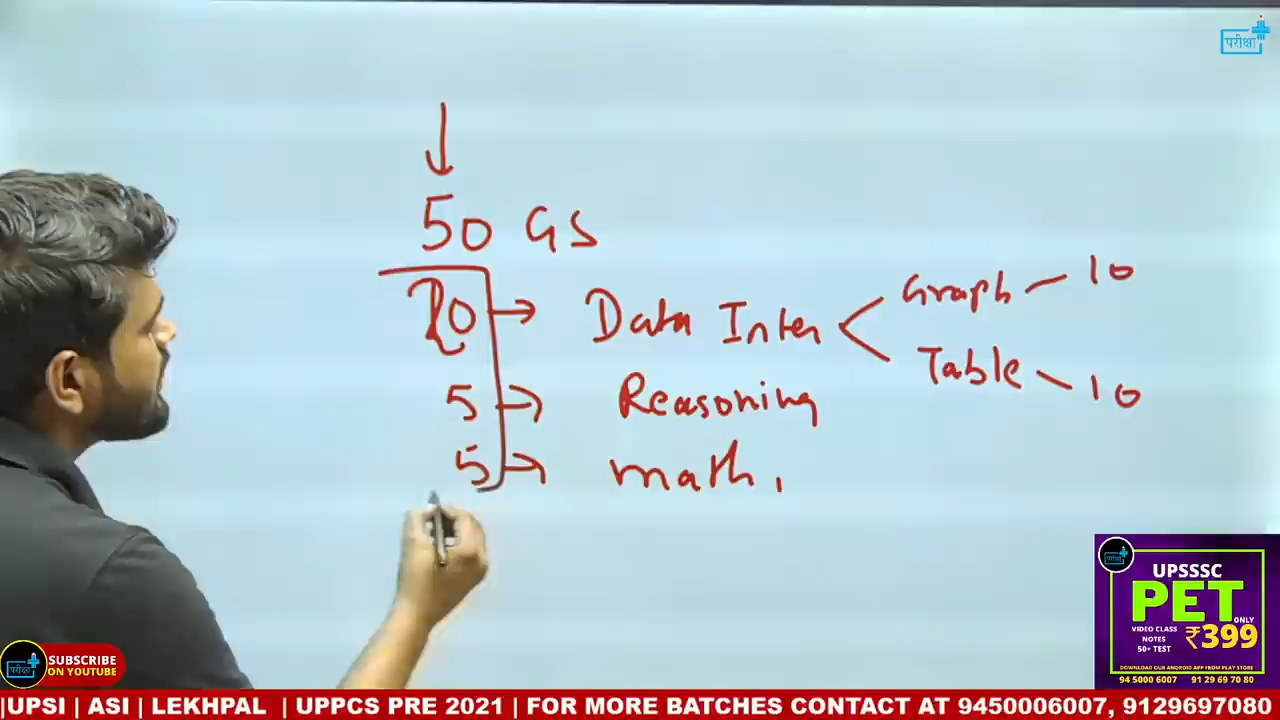 परीक्षा
50 GS
20 → Data Inter
Graph - 10
Table - 10
5 → Reasoning
5 → math,
परीक्षा
UPSSSC
PET
VIDEO CLASS
NOTES
50+ TEST
ONLY
₹399
DOWNLOAD OUR ANDROID APP FROM PLAY STORE
94 5000 6007 91 29 69 70 80
परीक्षा
SUBSCRIBE
ON YOUTUBE
|UPSI | ASI | LEKHPAL | UPPCS PRE 2021 | FOR MORE BATCHES CONTACT AT 9450006007, 9129697080